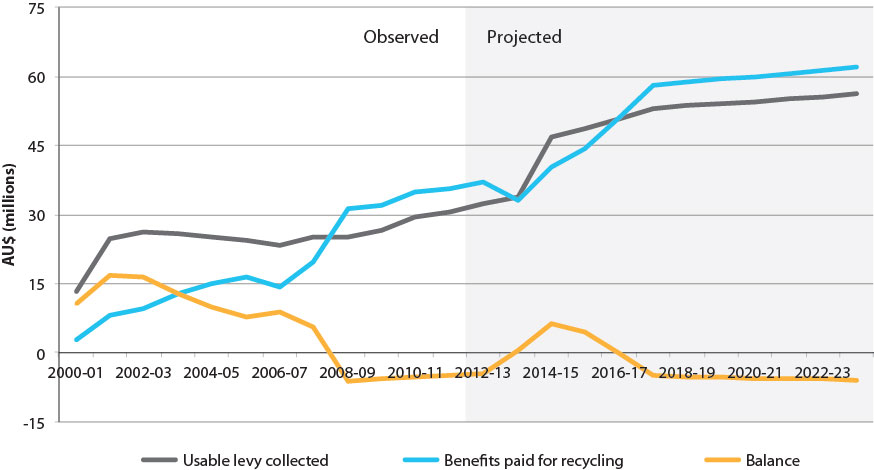 75
Observed
Projected
60
45
30
15
0
-15
AU$ (millions)
2000-01 2002-03 2004-05 2006-07 2008-09 2010-11 2012-13 2014-15 2016-17 2018-19 2020-21 2022-23
Usable levy collected
Benefits paid for recycling
Balance